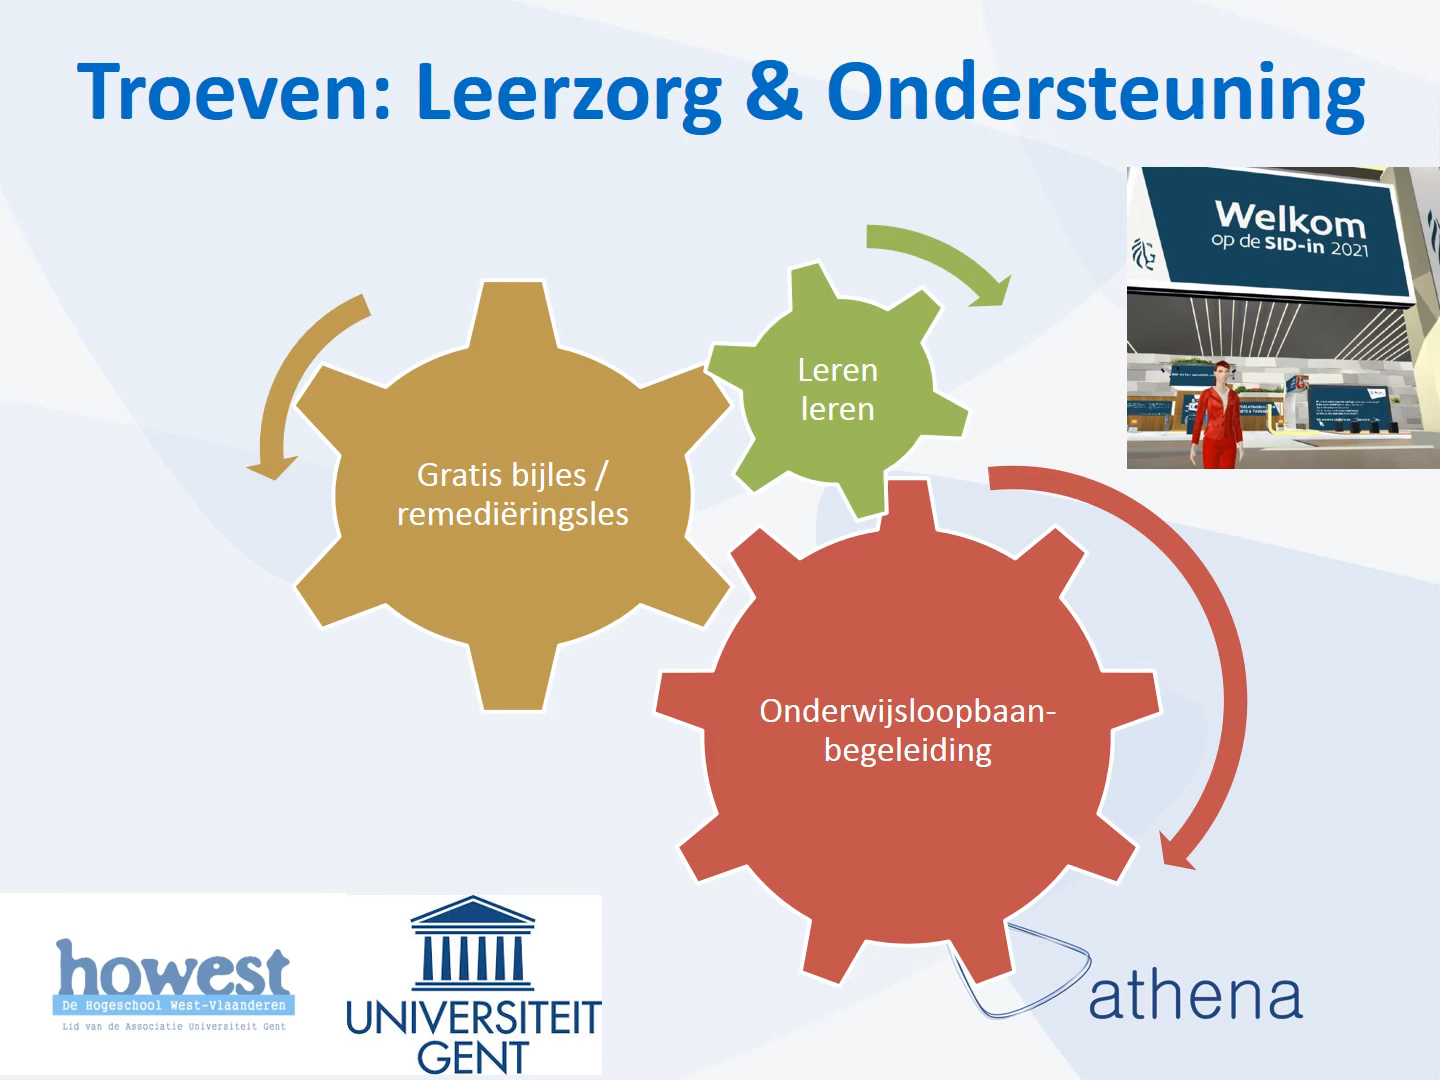 Troeven: Leerzorg & Ondersteuning
Welkom
op de SID-in 2021
Leren
leren
Gratis bijles /
remediëringsles
Onderwijsloopbaan-
begeleiding
howest
De Hogeschool West-Vlaanderen
Lid van de Associatie Universiteit Gent
UNIVERSITEIT
GENT
athena